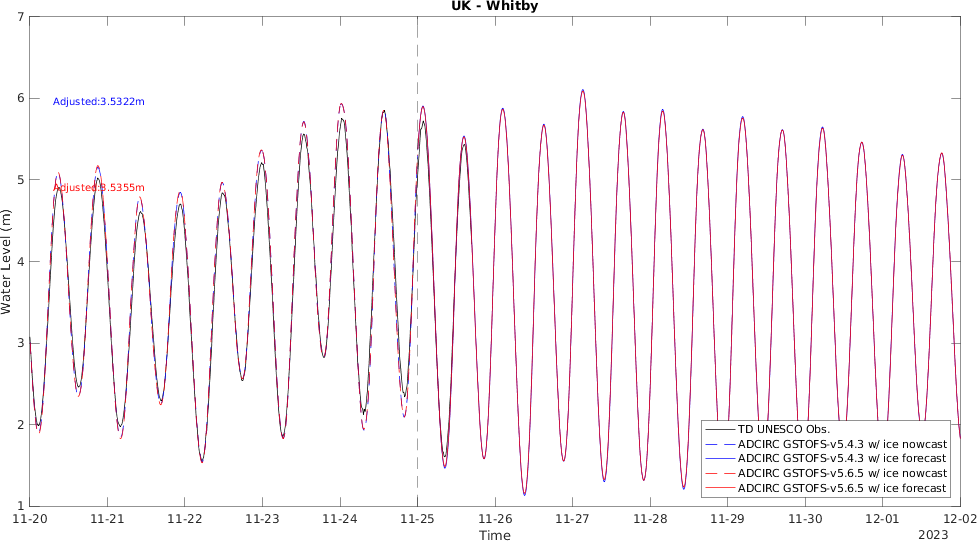 UK - Whitby
7
6
5
4
3
2
1
Water Level (m)
Adjusted:3.5322m
Adjusted:3.5355m
TD UNESCO Obs.
ADCIRC GSTOFS-v5.4.3 w/ ice nowcast
ADCIRC GSTOFS-v5.4.3 w/ ice forecast
ADCIRC GSTOFS-v5.6.5 w/ ice nowcast
ADCIRC GSTOFS-v5.6.5 w/ ice forecast
11-20 11-21 11-22 11-23 11-24 11-25 11-26 11-27 11-28 11-29 11-30 12-01 12-02
Time
2023